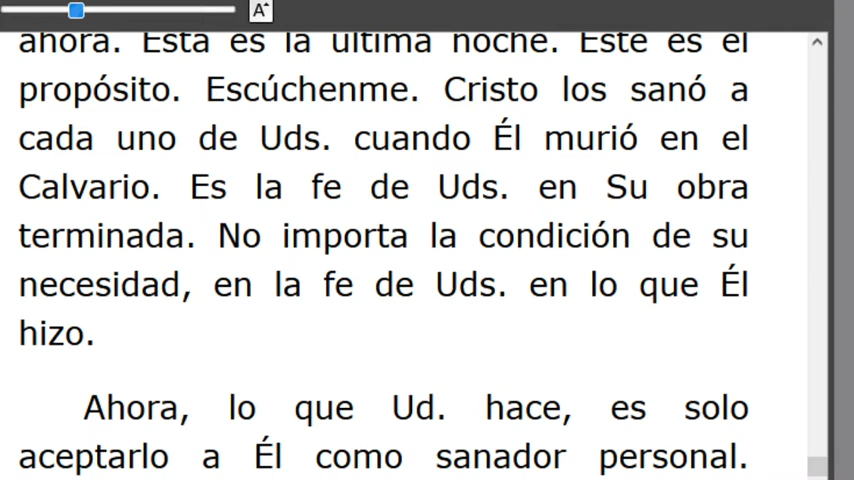 A
ahora. Esta es la última noche. Este es el
propósito. Escúchenme. Cristo los sanó a
cada uno de Uds. cuando Él murió en el
Calvario. Es la fe de Uds. en Su obra
terminada. No importa la condición de su
necesidad, en la fe de Uds. en lo que Él
hizo.
Ahora, lo que Ud. hace, es solo
aceptarlo a Él como sanador personal.